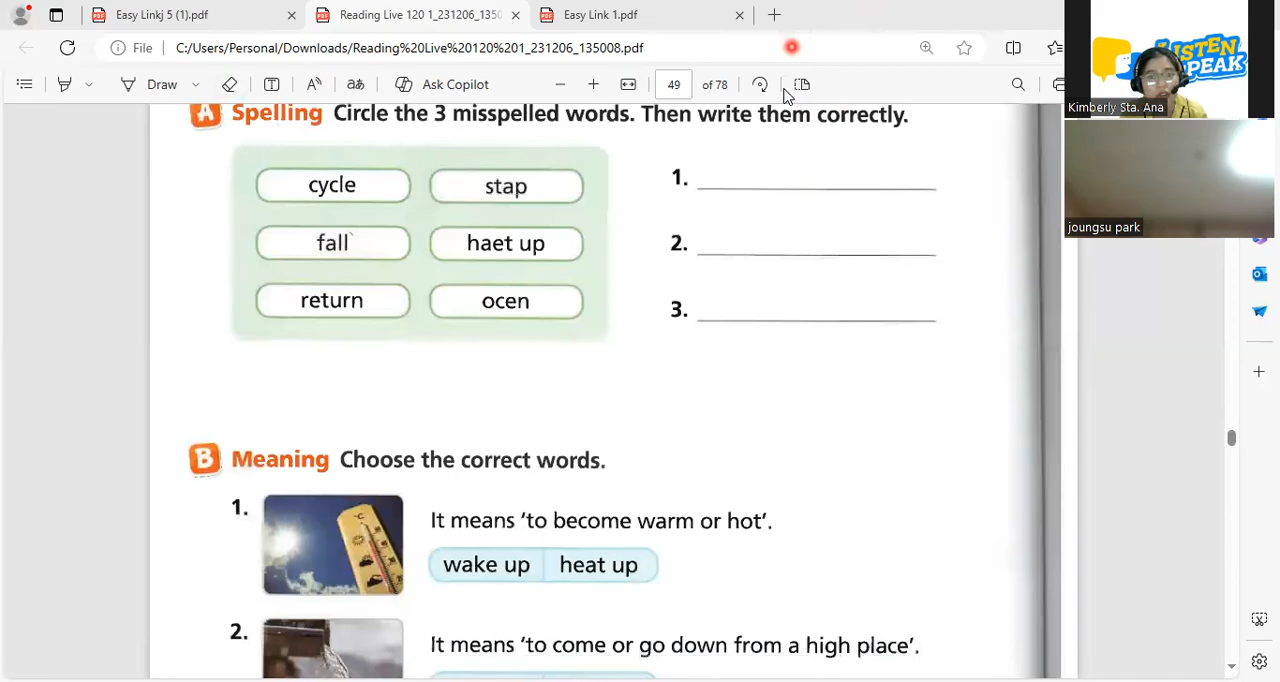 Easy Linkj 5 (1).pdf
Reading Live 120 1_231206_1350
Easy Link 1.pdf
File
C:/Users/Personal/Downloads/Reading%20Live%20120%201_231206_135008.pdf
Draw
Ask Copilot
49 of 78
LISTEN
SPEAK
Kimberly Sta. Ana
joungsu park
A Spelling Circle the 3 misspelled words. Then write them correctly.
cycle stap
fall haet up
return ocen
1.
2.
3.
B Meaning Choose the correct words.
1.
It means 'to become warm or hot'.
wake up heat up
2.
It means 'to come or go down from a high place'.